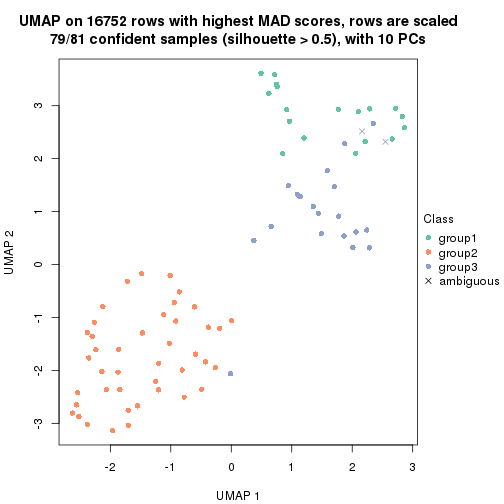 UMAP on 16752 rows with highest MAD scores, rows are scaled
79/81 confident samples (silhouette > 0.5), with 10 PCs
3
2
1
0
-1
-2
-3
UMAP 2
-2
-1
0
1
2
3
UMAP 1
Class
group1
group2
group3
ambiguous